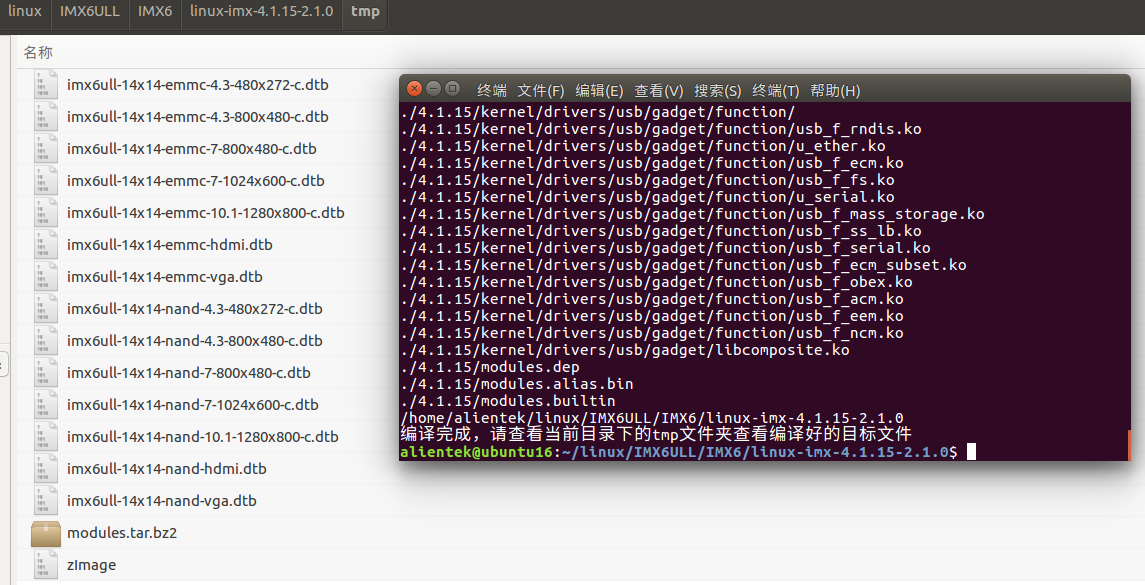 linux IMX6ULL IMX6 linux-imx-4.1.15-2.1.0 tmp
名称
imx6ull-14x14-emmc-4.3-480x272-c.dtb
imx6ull-14x14-emmc-4.3-800x480-c.dtb
imx6ull-14x14-emmc-7-800x480-c.dtb
imx6ull-14x14-emmc-7-1024x600-c.dtb
imx6ull-14x14-emmc-10.1-1280x800-c.dtb
imx6ull-14x14-emmc-hdmi.dtb
imx6ull-14x14-emmc-vga.dtb
imx6ull-14x14-nand-4.3-480x272-c.dtb
imx6ull-14x14-nand-4.3-800x480-c.dtb
imx6ull-14x14-nand-7-800x480-c.dtb
imx6ull-14x14-nand-7-1024x600-c.dtb
imx6ull-14x14-nand-10.1-1280x800-c.dtb
imx6ull-14x14-nand-hdmi.dtb
imx6ull-14x14-nand-vga.dtb
modules.tar.bz2
zImage
终端 文件(F) 编辑(E) 查看(V) 搜索(S) 终端(T) 帮助(H)
./4.1.15/kernel/drivers/usb/gadget/function/
./4.1.15/kernel/drivers/usb/gadget/function/usb_f_rndis.ko
./4.1.15/kernel/drivers/usb/gadget/function/u_ether.ko
./4.1.15/kernel/drivers/usb/gadget/function/usb_f_ecm.ko
./4.1.15/kernel/drivers/usb/gadget/function/usb_f_fs.ko
./4.1.15/kernel/drivers/usb/gadget/function/u_serial.ko
./4.1.15/kernel/drivers/usb/gadget/function/usb_f_mass_storage.ko
./4.1.15/kernel/drivers/usb/gadget/function/usb_f_ss_lb.ko
./4.1.15/kernel/drivers/usb/gadget/function/usb_f_serial.ko
./4.1.15/kernel/drivers/usb/gadget/function/usb_f_ecm_subset.ko
./4.1.15/kernel/drivers/usb/gadget/function/usb_f_obex.ko
./4.1.15/kernel/drivers/usb/gadget/function/usb_f_acm.ko
./4.1.15/kernel/drivers/usb/gadget/function/usb_f_eem.ko
./4.1.15/kernel/drivers/usb/gadget/function/usb_f_ncm.ko
./4.1.15/kernel/drivers/usb/gadget/libcomposite.ko
./4.1.15/modules.dep
./4.1.15/modules.alias.bin
./4.1.15/modules.builtin
/home/alientek/linux/IMX6ULL/IMX6/linux-imx-4.1.15-2.1.0
编译完成，请查看当前目录下的tmp文件夹查看编译好的目标文件
alientek@ubuntu16:~/linux/IMX6ULL/IMX6/linux-imx-4.1.15-2.1.0$